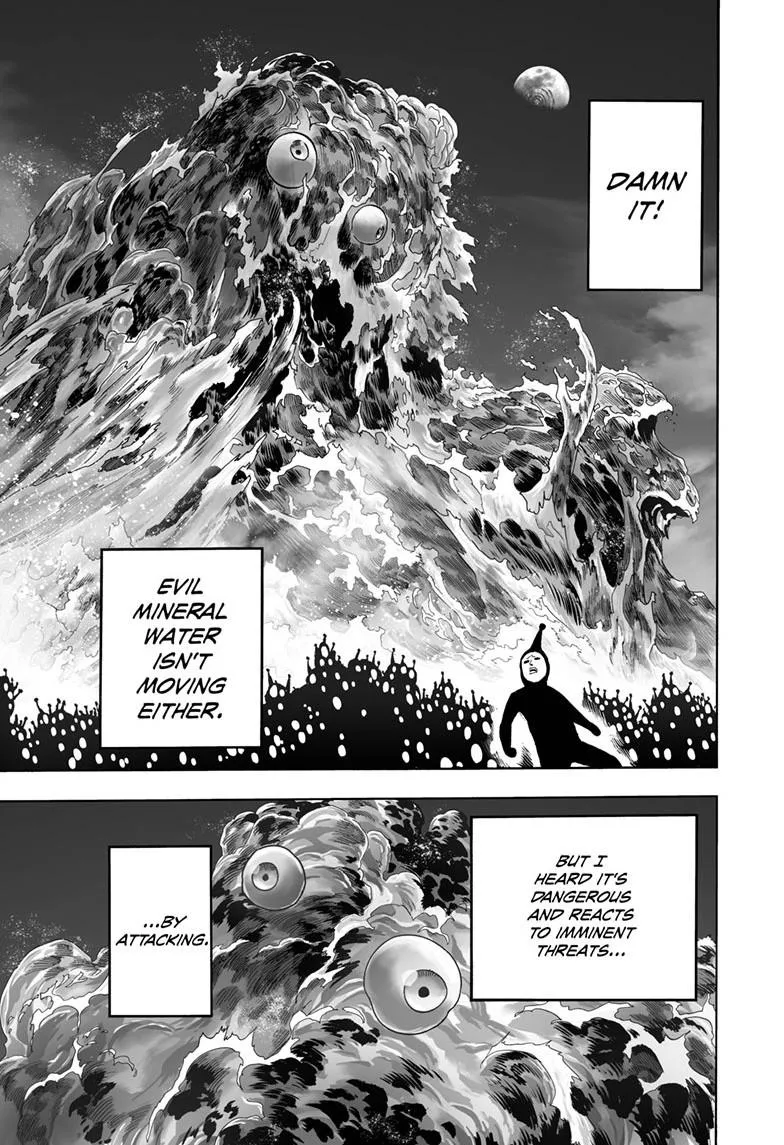 DAMN
IT!
EVIL
MINERAL
WATER
ISN'T
MOVING
EITHER.
BUT I
HEARD IT'S
DANGEROUS
AND REACTS
TO IMMINENT
THREATS...
...BY
ATTACKING.